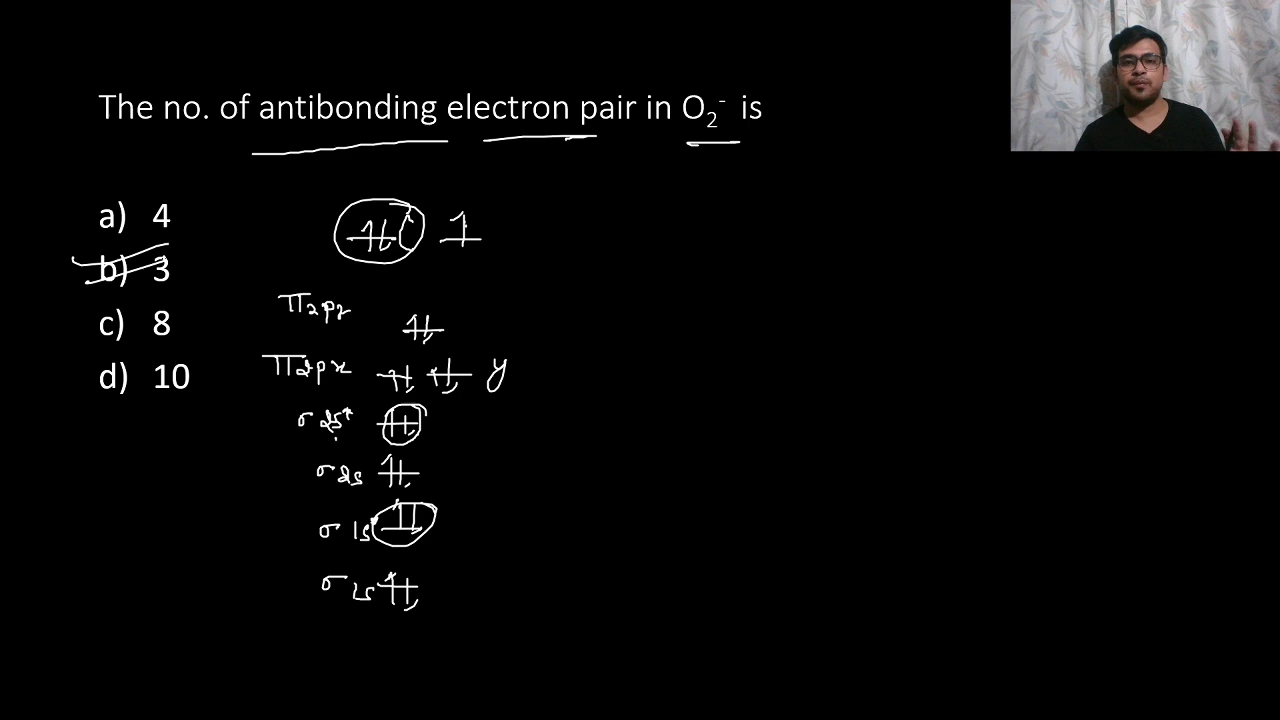 The no. of antibonding electron pair in O₂⁻ is
a) 4
b) 3
c) 8
d) 10
π2pz
π2px y
σ2s*
σ2s
σ1s*
σ1s